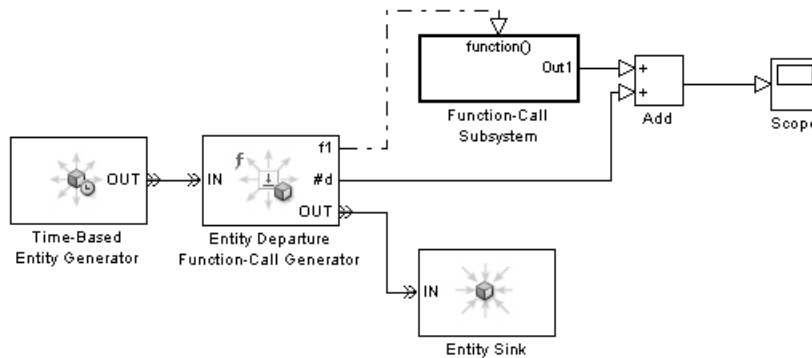 function()
Out1
+
+
Function-Call
Subsystem
Add
Scope
f1
f
OUT
IN
#d
OUT
Time-Based
Entity Generator
Entity Departure
Function-Call Generator
IN
Entity Sink